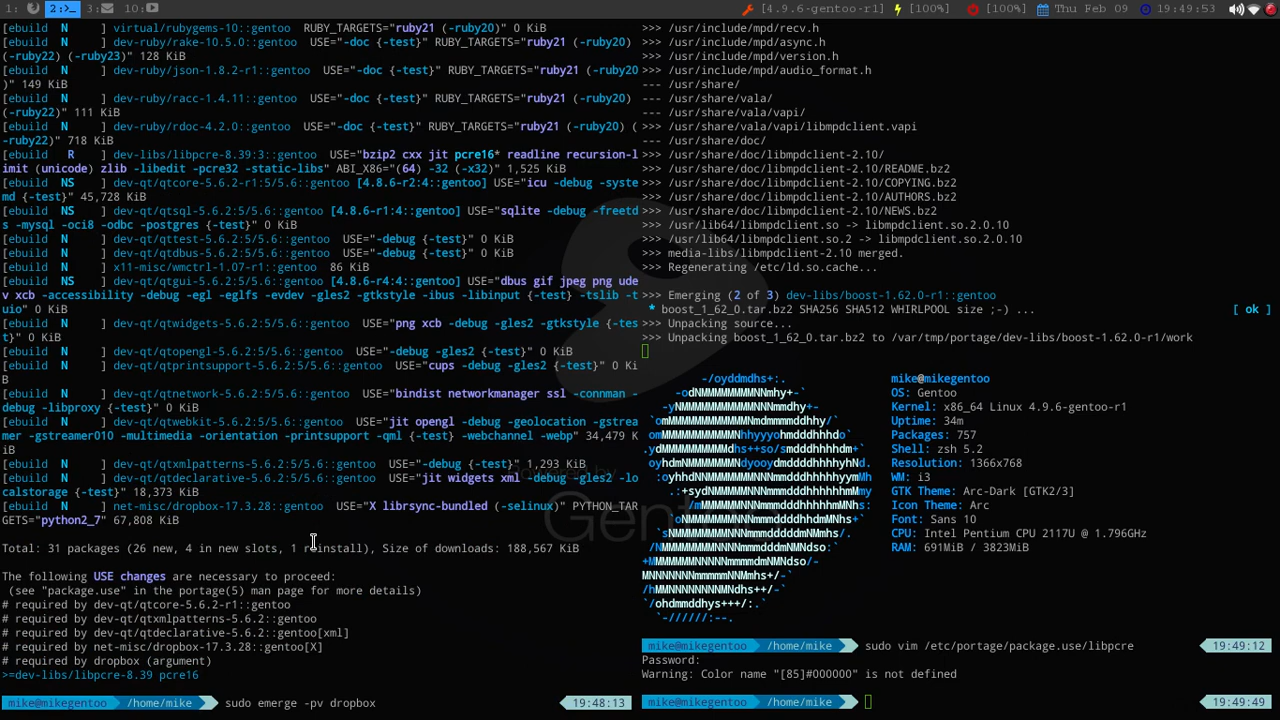 1: 2: 3: 10: [4.9.6-gentoo-r1] [100%] [100%] Thu Feb 09 19:49:53
[ebuild  N     ] virtual/rubygems-10::gentoo  RUBY_TARGETS="ruby21 (-ruby20)" 0 KiB
[ebuild  N     ] dev-ruby/rake-10.5.0::gentoo  USE="-doc {-test}" RUBY_TARGETS="ruby21 (-ruby20)
(-ruby22) (-ruby23)" 128 KiB
[ebuild  N     ] dev-ruby/json-1.8.2-r1::gentoo  USE="-doc {-test}" RUBY_TARGETS="ruby21 (-ruby20
)" 149 KiB
[ebuild  N     ] dev-ruby/racc-1.4.11::gentoo  USE="-doc {-test}" RUBY_TARGETS="ruby21 (-ruby20)
(-ruby22)" 111 KiB
[ebuild  N     ] dev-ruby/rdoc-4.2.0::gentoo  USE="-doc {-test}" RUBY_TARGETS="ruby21 (-ruby20) (
-ruby22)" 718 KiB
[ebuild   R    ] dev-libs/libpcre-8.39:3::gentoo  USE="bzip2 cxx jit pcre16* readline recursion-l
imit (unicode) zlib -libedit -pcre32 -static-libs" ABI_X86="(64) -32 (-x32)" 1,525 KiB
[ebuild  NS    ] dev-qt/qtcore-5.6.2-r1:5/5.6::gentoo [4.8.6-r2:4::gentoo] USE="icu -debug -syste
md {-test}" 45,728 KiB
[ebuild  NS    ] dev-qt/qtsql-5.6.2:5/5.6::gentoo [4.8.6-r1:4::gentoo] USE="sqlite -debug -freetd
s -mysql -oci8 -odbc -postgres {-test}" 0 KiB
[ebuild  N     ] dev-qt/qttest-5.6.2:5/5.6::gentoo  USE="-debug {-test}" 0 KiB
[ebuild  N     ] dev-qt/qtdbus-5.6.2:5/5.6::gentoo  USE="-debug {-test}" 0 KiB
[ebuild  N     ] x11-misc/wmctrl-1.07-r1::gentoo  86 KiB
[ebuild  NS    ] dev-qt/qtgui-5.6.2:5/5.6::gentoo [4.8.6-r4:4::gentoo] USE="dbus gif jpeg png ude
v xcb -accessibility -debug -egl -eglfs -evdev -gles2 -gtkstyle -ibus -libinput {-test} -tslib -t
uio" 0 KiB
[ebuild  N     ] dev-qt/qtwidgets-5.6.2:5/5.6::gentoo  USE="png xcb -debug -gles2 -gtkstyle {-tes
t}" 0 KiB
[ebuild  N     ] dev-qt/qtopengl-5.6.2:5/5.6::gentoo  USE="-debug -gles2 {-test}" 0 KiB
[ebuild  N     ] dev-qt/qtprintsupport-5.6.2:5/5.6::gentoo  USE="cups -debug -gles2 {-test}" 0 Ki
B
[ebuild  N     ] dev-qt/qtnetwork-5.6.2:5/5.6::gentoo  USE="bindist networkmanager ssl -connman -
debug -libproxy {-test}" 0 KiB
[ebuild  N     ] dev-qt/qtwebkit-5.6.2:5/5.6::gentoo  USE="jit opengl -debug -geolocation -gstrea
mer -gstreamer010 -multimedia -orientation -printsupport -qml {-test} -webchannel -webp" 34,479 K
iB
[ebuild  N     ] dev-qt/qtxmlpatterns-5.6.2:5/5.6::gentoo  USE="-debug {-test}" 1,293 KiB
[ebuild  N     ] dev-qt/qtdeclarative-5.6.2:5/5.6::gentoo  USE="jit widgets xml -debug -gles2 -lo
calstorage {-test}" 18,373 KiB
[ebuild  N     ] net-misc/dropbox-17.3.28::gentoo  USE="X librsync-bundled (-selinux)" PYTHON_TAR
GETS="python2_7" 67,808 KiB
Total: 31 packages (26 new, 4 in new slots, 1 reinstall), Size of downloads: 188,567 KiB
The following USE changes are necessary to proceed:
 (see "package.use" in the portage(5) man page for more details)
# required by dev-qt/qtcore-5.6.2-r1::gentoo
# required by dev-qt/qtxmlpatterns-5.6.2::gentoo
# required by dev-qt/qtdeclarative-5.6.2::gentoo[xml]
# required by net-misc/dropbox-17.3.28::gentoo[X]
# required by dropbox (argument)
>=dev-libs/libpcre-8.39 pcre16
mike@mikegentoo /home/mike sudo emerge -pv dropbox 19:48:13
>>> /usr/include/mpd/recv.h
>>> /usr/include/mpd/async.h
>>> /usr/include/mpd/version.h
>>> /usr/include/mpd/audio_format.h
--- /usr/share/
--- /usr/share/vala/
--- /usr/share/vala/vapi/
>>> /usr/share/vala/vapi/libmpdclient.vapi
--- /usr/share/doc/
>>> /usr/share/doc/libmpdclient-2.10/
>>> /usr/share/doc/libmpdclient-2.10/README.bz2
>>> /usr/share/doc/libmpdclient-2.10/COPYING.bz2
>>> /usr/share/doc/libmpdclient-2.10/AUTHORS.bz2
>>> /usr/share/doc/libmpdclient-2.10/NEWS.bz2
>>> /usr/lib64/libmpdclient.so -> libmpdclient.so.2.0.10
>>> /usr/lib64/libmpdclient.so.2 -> libmpdclient.so.2.0.10
>>> media-libs/libmpdclient-2.10 merged.
>>> Regenerating /etc/ld.so.cache...
>>> Emerging (2 of 3) dev-libs/boost-1.62.0-r1::gentoo
 * boost_1_62_0.tar.bz2 SHA256 SHA512 WHIRLPOOL size ;-) ... [ ok ]
>>> Unpacking source...
>>> Unpacking boost_1_62_0.tar.bz2 to /var/tmp/portage/dev-libs/boost-1.62.0-r1/work
mike@mikegentoo
OS: Gentoo
Kernel: x86_64 Linux 4.9.6-gentoo-r1
Uptime: 34m
Packages: 757
Shell: zsh 5.2
Resolution: 1366x768
WM: i3
GTK Theme: Arc-Dark [GTK2/3]
Icon Theme: Arc
Font: Sans 10
CPU: Intel Pentium CPU 2117U @ 1.796GHz
RAM: 691MiB / 3823MiB
mike@mikegentoo /home/mike sudo vim /etc/portage/package.use/libpcre 19:49:12
Password:
Warning: Color name "[85]#000000" is not defined
mike@mikegentoo /home/mike 19:49:49